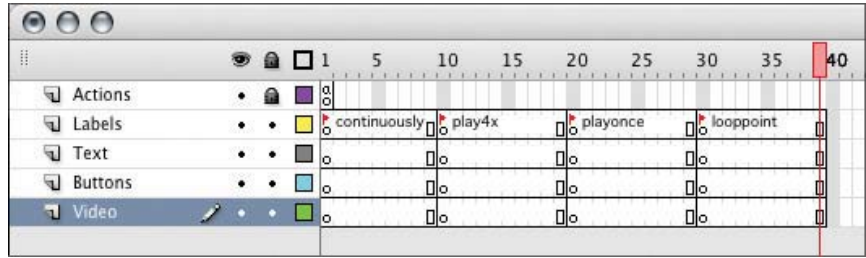 1 5 10 15 20 25 30 35 40
Actions a
Labels continuously play4x playonce looppoint
Text
Buttons
Video